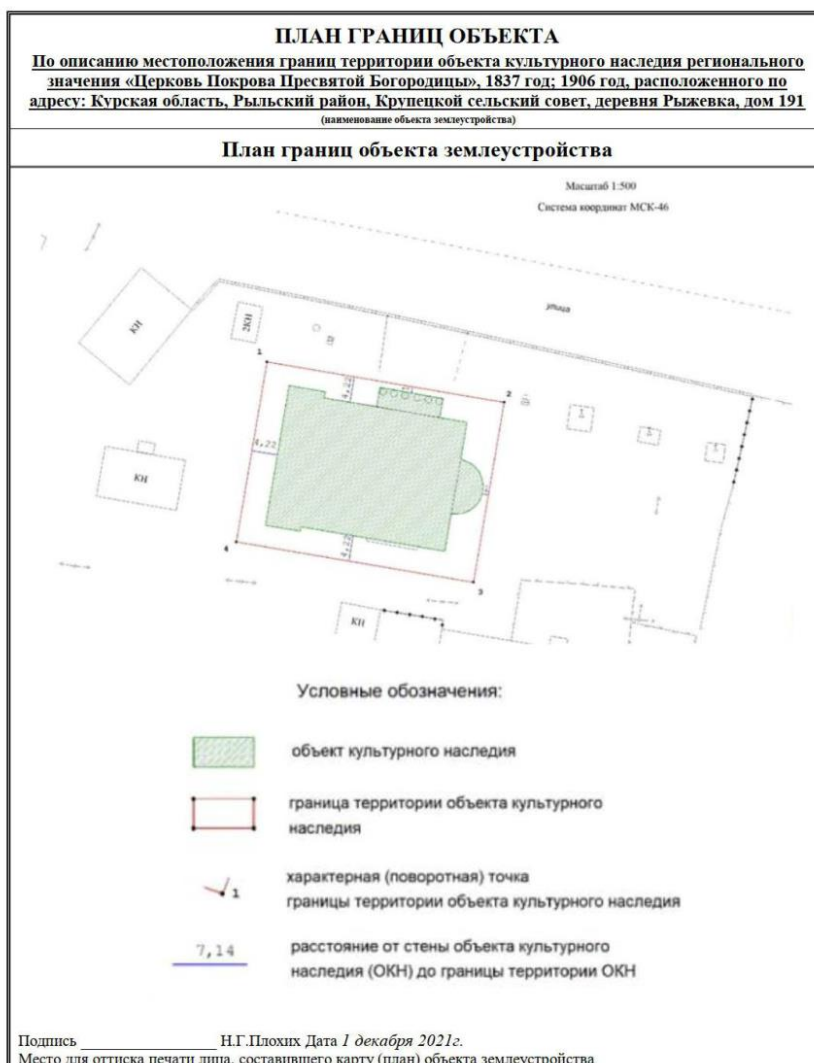 ПЛАН ГРАНИЦ ОБЪЕКТА
По описанию местоположения границ территории объекта культурного наследия регионального
значения «Церковь Покрова Пресвятой Богородицы», 1837 год; 1906 год, расположенного по
адресу: Курская область, Рыльский район, Крупецкой сельский совет, деревня Рыжевка, дом 191
(наименование объекта землеустройства)
План границ объекта землеустройства
Масштаб 1:500
Система координат МСК-46
улица
КН
2КН
1
4,22
2
4,22
КН
4
4,22
3
КН
Условные обозначения:
объект культурного наследия
граница территории объекта культурного
наследия
характерная (поворотная) точка
1
границы территории объекта культурного наследия
7,14
расстояние от стены объекта культурного
наследия (ОКН) до границы территории ОКН
Подпись _________________ Н.Г.Плохих Дата 1 декабря 2021г.
Место для оттиска печати лица, составившего карту (план) объекта землеустройства